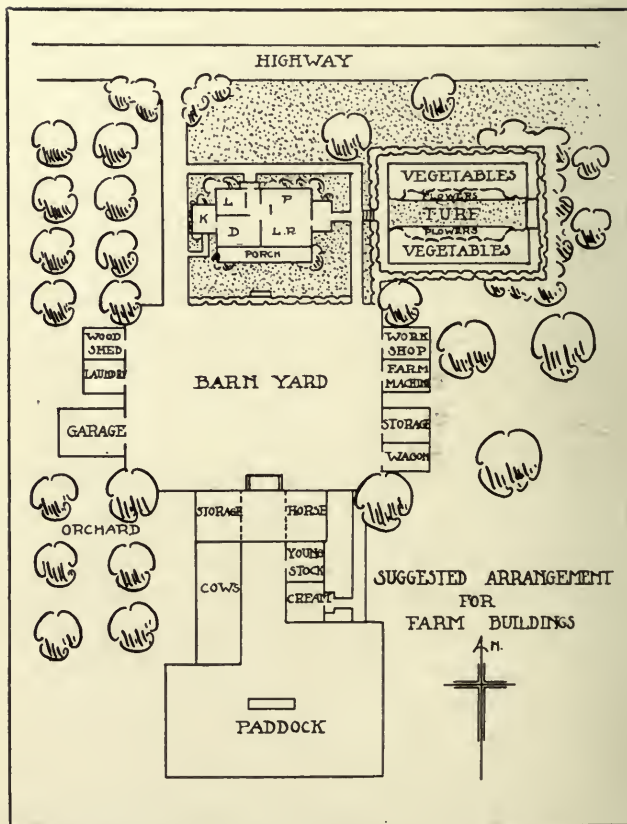 HIGHWAY
VEGETABLES
FLOWERS
TURF
FLOWERS
VEGETABLES
L
P
K
D
L.R
PORCH
WOOD
SHED
LAUNDRY
GARAGE
BARN YARD
WORK
SHOP
FARM
MACHINE
STORAGE
WAGON
STORAGE
HORSE
ORCHARD
COWS
YOUNG
STOCK
CREAM
SUGGESTED ARRANGEMENT
FOR
FARM BUILDINGS
N.
PADDOCK